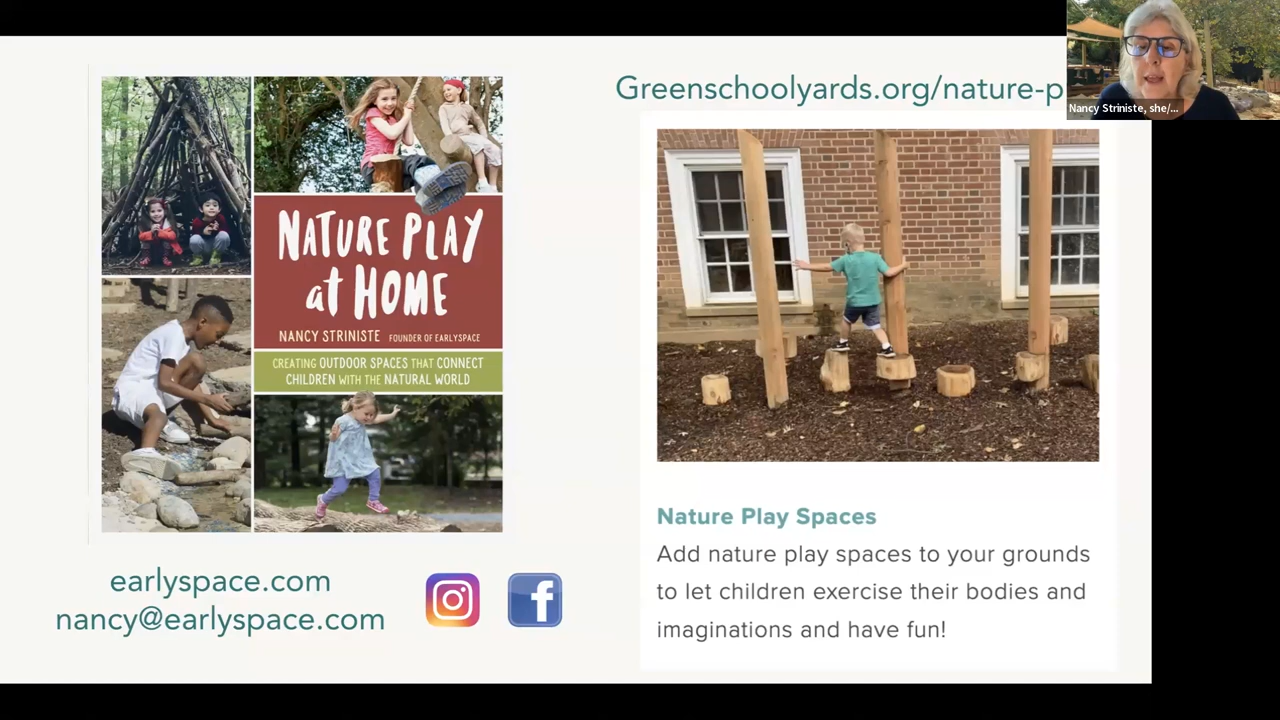 Greenschoolyards.org/nature-p
Nancy Striniste, she/...
NATURE PLAY
at HOME
NANCY STRINISTE FOUNDER OF EARLYSPACE
CREATING OUTDOOR SPACES THAT CONNECT
CHILDREN WITH THE NATURAL WORLD
earlyspace.com
nancy@earlyspace.com
Nature Play Spaces
Add nature play spaces to your grounds
to let children exercise their bodies and
imaginations and have fun!